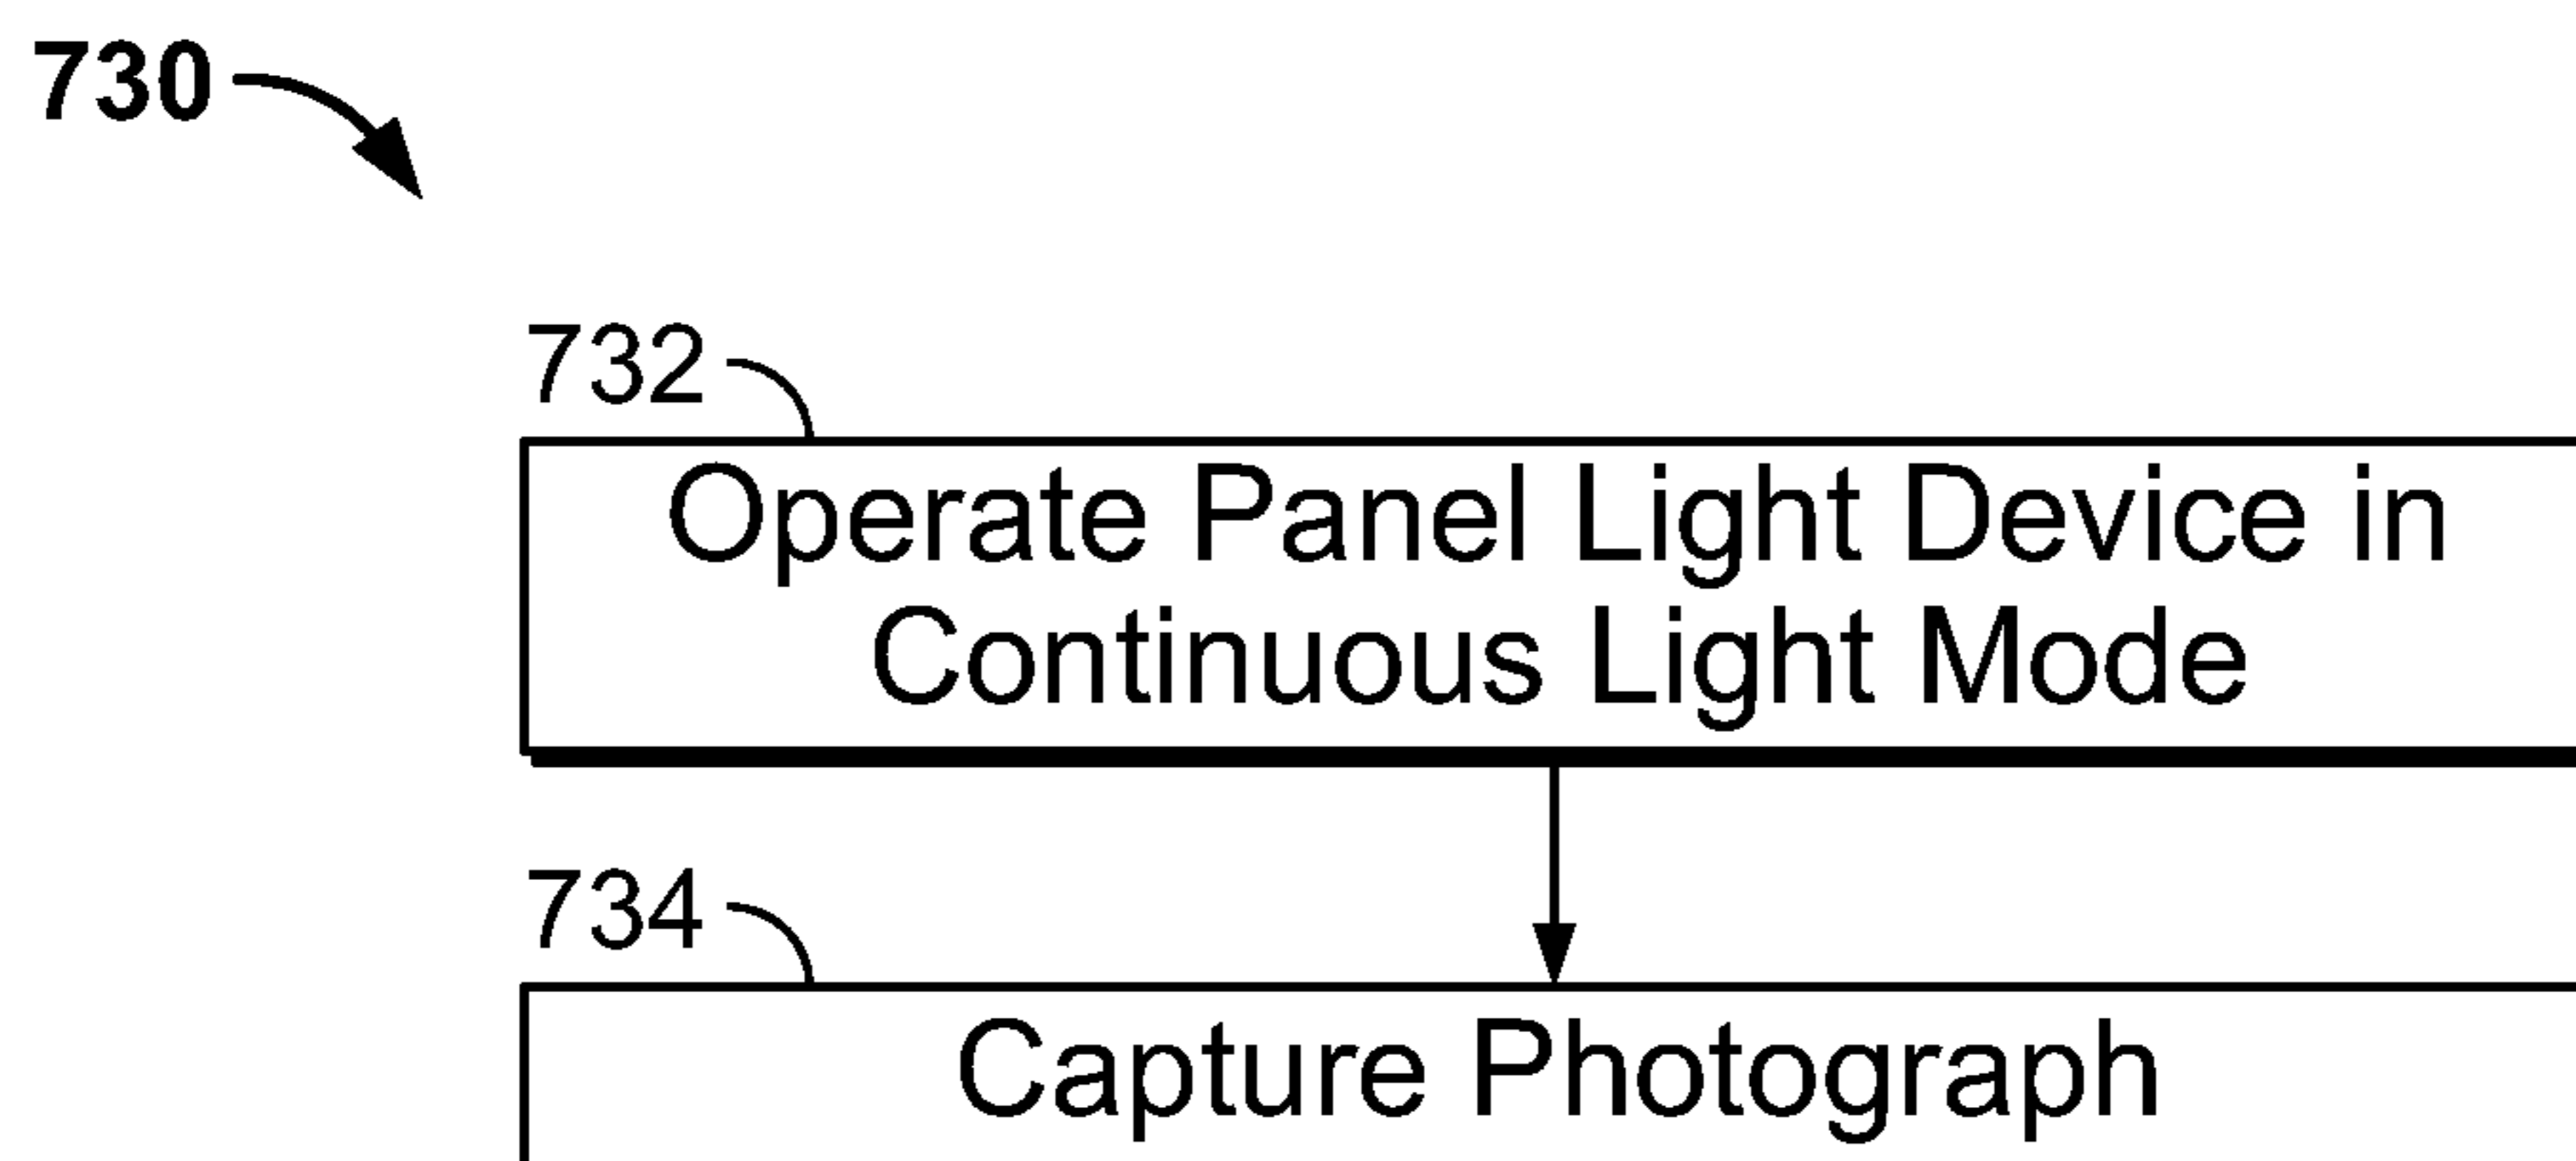 730
732
Operate Panel Light Device in
Continuous Light Mode
734
Capture Photograph